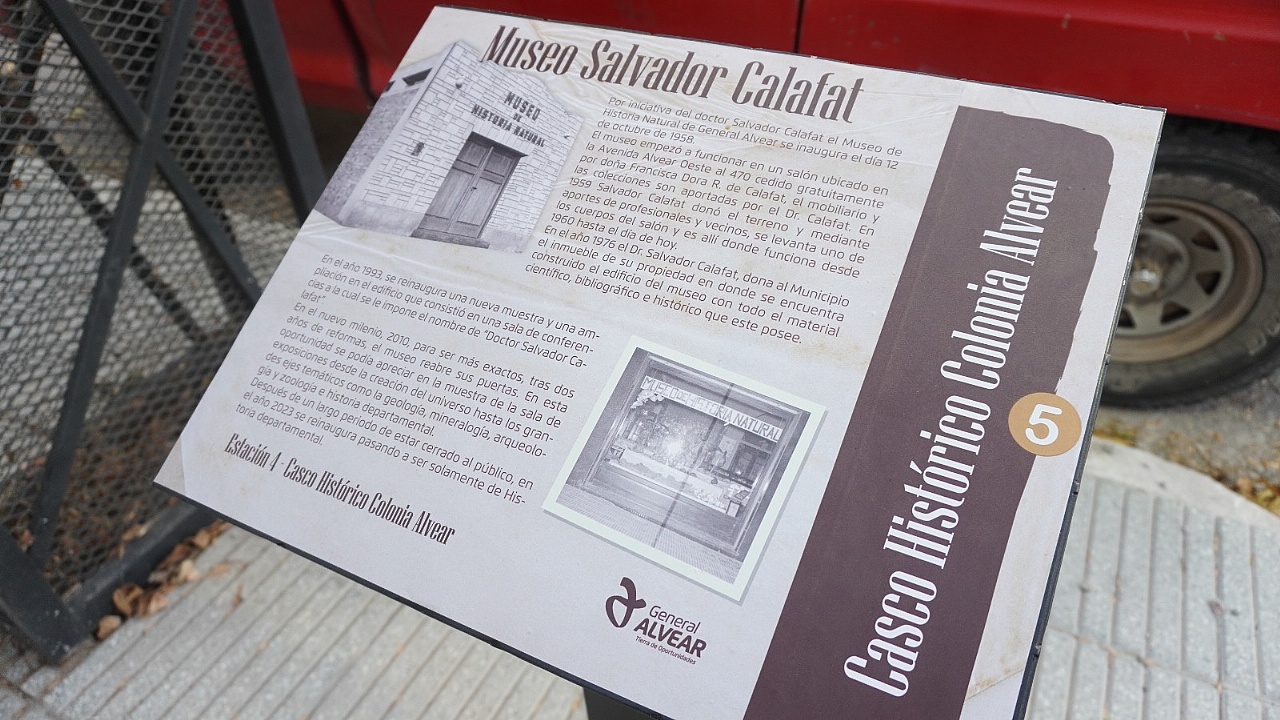 Museo Salvador Calafat
MUSEO
DE
HISTORIA NATURAL
Por iniciativa del doctor Salvador Calafat el Museo de
Historia Natural de General Alvear se inaugura el día 12
de octubre de 1958.
el museo empezó a funcionar en un salón ubicado en
la Avenida Alvear Oeste al 470 cedido gratuitamente
por doña Francisca Dora R. de Calafat, el mobiliario y
las colecciones son aportadas por el Dr. Calafat. En
1959 Salvador Calafat donó el terreno y mediante
aportes de profesionales y vecinos, se levanta uno de
los cuerpos del salón y es allí donde funciona desde
1960 hasta el día de hoy.
En el año 1976 el Dr. Salvador Calafat, dona al Municipio
el inmueble de su propiedad en donde se encuentra
construido el edificio del museo con todo el material
científico, bibliográfico e histórico que este posee.
En el año 1993, se reinaugura una nueva muestra y una am-
pliación en el edificio que consistió en una sala de conferen-
cias a la cual se le impone el nombre de "Doctor Salvador Ca-
lafat"
En el nuevo milenio, 2010, para ser más exactos, tras dos
años de reformas, el museo reabre sus puertas. En esta
oportunidad se podía apreciar en la muestra de la sala de
exposiciones desde la creación del universo hasta los gran-
des ejes temáticos como la geología, mineralogía, arqueolo-
gía y zoología e historia departamental.
Después de un largo periodo de estar cerrado al público, en
el año 2023 se reinaugura pasando a ser solamente de His-
toria departamental.
Estación 4 - Casco Histórico Colonia Alvear
MUSEO DE HISTORIA NATURAL
General
ALVEAR
Tierra de Oportunidades
Casco Histórico Colonia Alvear
5